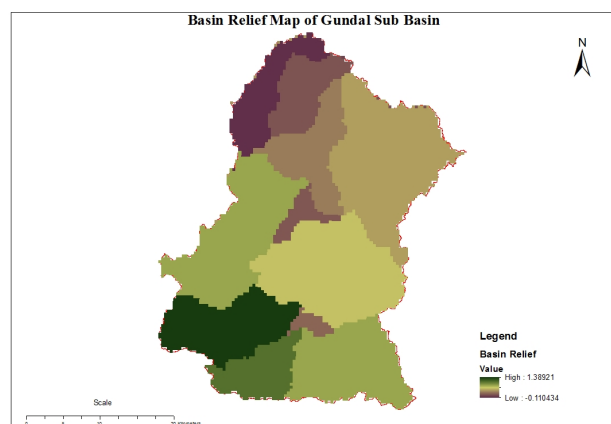 Basin Relief Map of Gundal Sub Basin
N
Legend
Basin Relief
Value
High : 1.38921
Low : -0.110434
Scale